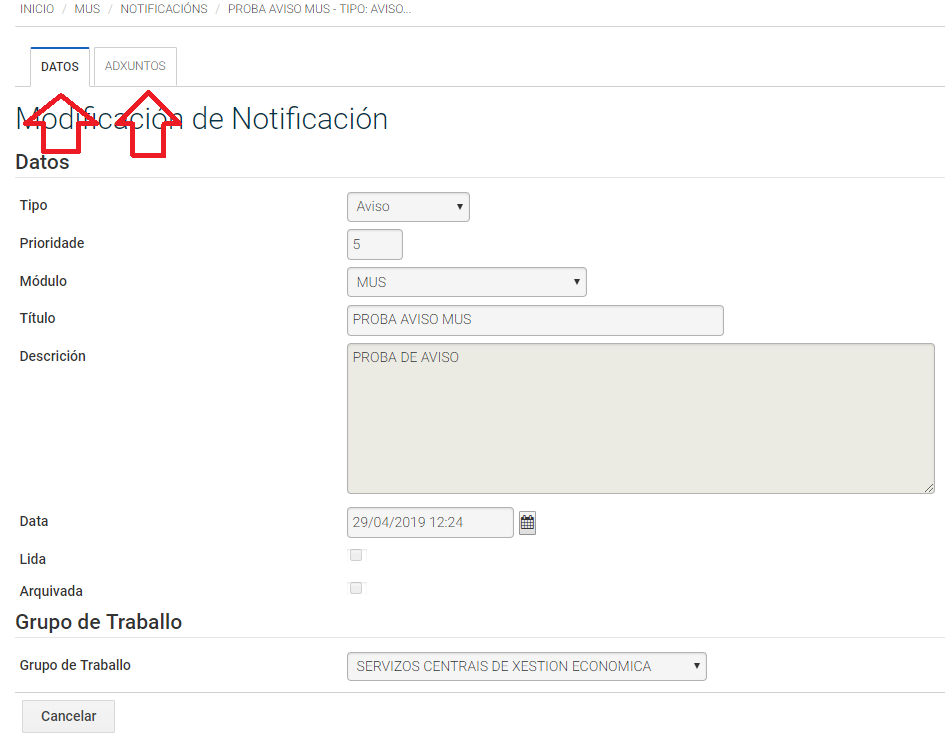 INICIO / MUS / NOTIFICACIÓNS / PROBA AVISO MUS - TIPO: AVISO...
DATOS ADXUNTOS
Modificación de Notificación
Datos
Tipo Aviso
Prioridade 5
Módulo MUS
Título PROBA AVISO MUS
Descrición PROBA DE AVISO
Data 29/04/2019 12:24
Lida
Arquivada
Grupo de Traballo
Grupo de Traballo SERVIZOS CENTRAIS DE XESTION ECONOMICA
Cancelar